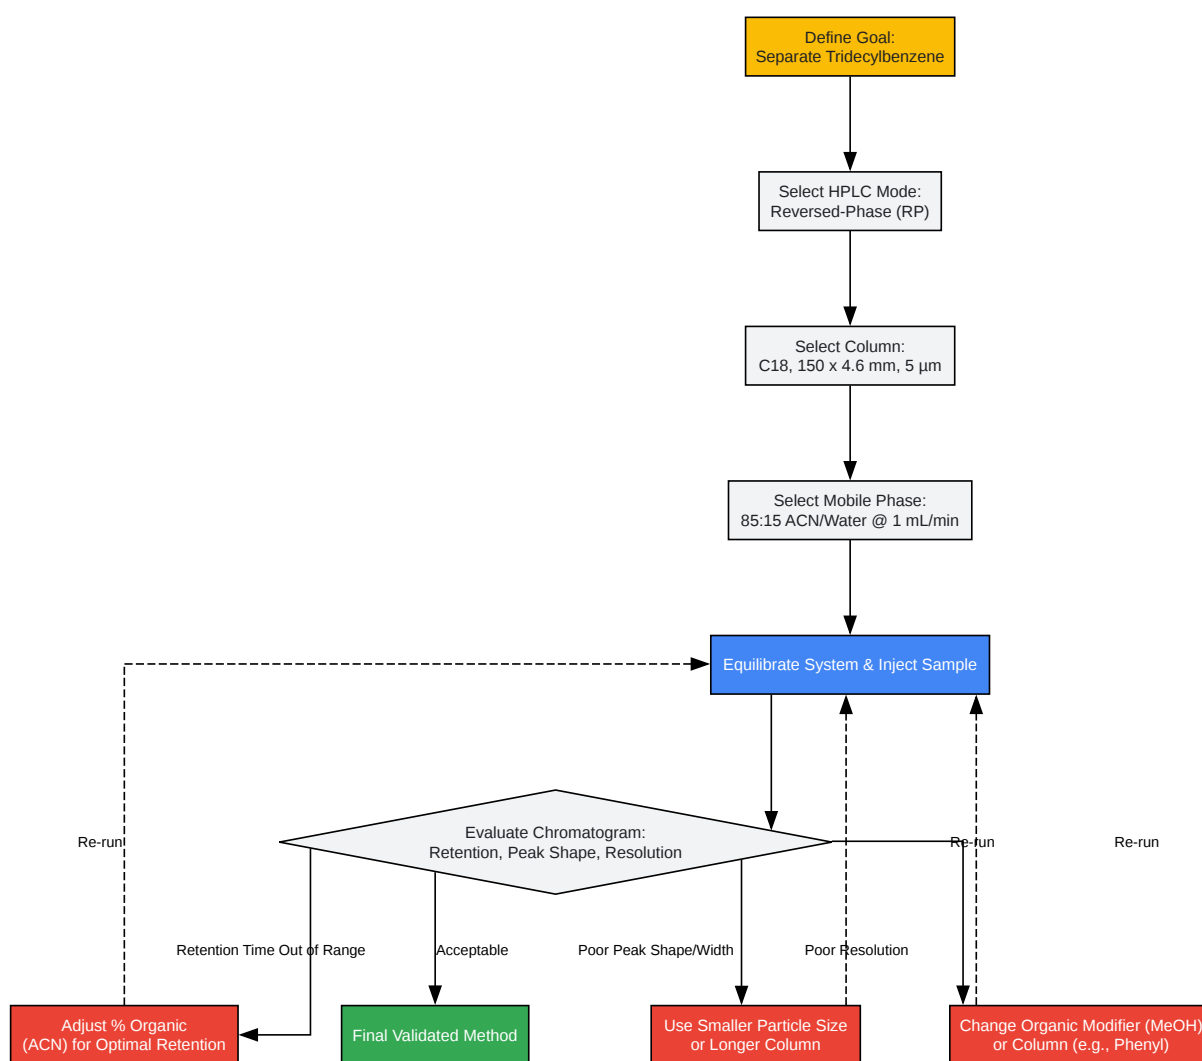 Define Goal:
Separate Tridecylbenzene
Select HPLC Mode:
Reversed-Phase (RP)
Select Column:
C18, 150 x 4.6 mm, 5 µm
Select Mobile Phase:
85:15 ACN/Water @ 1 mL/min
Equilibrate System & Inject Sample
Evaluate Chromatogram:
Retention, Peak Shape, Resolution
Re-run
Re-run
Re-run
Retention Time Out of Range
Acceptable
Poor Peak Shape/Width
Poor Resolution
Adjust % Organic
(ACN) for Optimal Retention
Final Validated Method
Use Smaller Particle Size
or Longer Column
Change Organic Modifier (MeOH)
or Column (e.g., Phenyl)